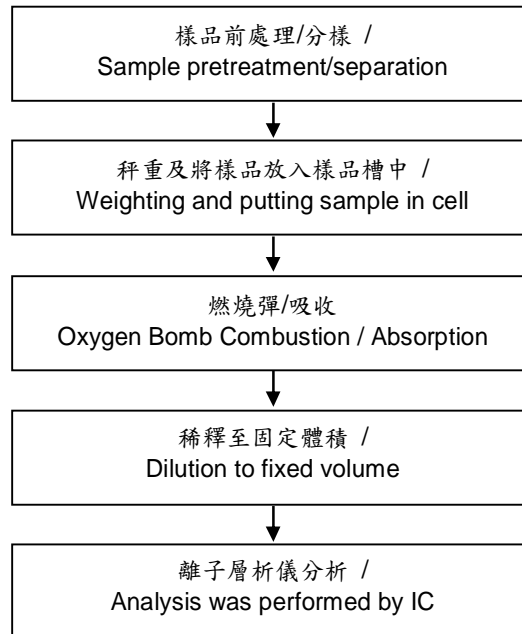 樣品前處理/分樣 /
Sample pretreatment/separation
秤重及將樣品放入樣品槽中 /
Weighting and putting sample in cell
燃燒彈/吸收
Oxygen Bomb Combustion / Absorption
稀釋至固定體積 /
Dilution to fixed volume
離子層析儀分析 /
Analysis was performed by IC